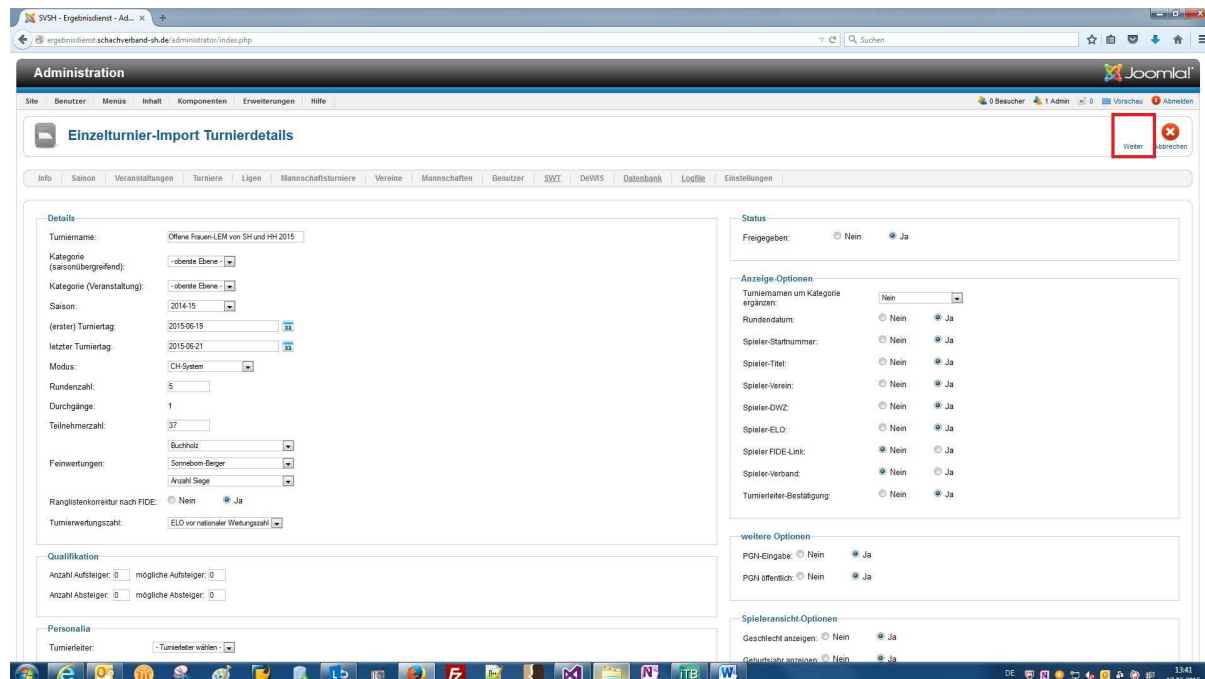 SVSH - Ergebnisdienst - Ad... × +
ergebnisdienst.schachverband-sh.de/administrator/index.php
Suchen
Administration
Joomla!
Site Benutzer Menüs Inhalt Komponenten Erweiterungen Hilfe
0 Besucher 1 Admin 0 Vorschau Abmelden
Einzelturnier-Import Turnierdetails
Weiter Abbrechen
Info Saison Veranstaltungen Turniere Ligen Mannschaftsturniere Vereine Mannschaften Benutzer SWT DeWIS Datenbank Logfile Einstellungen
Details
Turniername: Offene Frauen-LEM von SH und HH 2015
Kategorie
(saisonübergreifend): - oberste Ebene -
Kategorie (Veranstaltung): - oberste Ebene -
Saison: 2014-15
(erster) Turniertag: 2015-06-19 23
letzter Turniertag: 2015-06-21 23
Modus: CH-System
Rundenzahl: 5
Durchgänge: 1
Teilnehmerzahl: 37
Buchholz
Feinwertungen: Sonneborn-Berger
Anzahl Siege
Ranglistenkorrektur nach FIDE: Nein Ja
Turnierwertungszahl: ELO vor nationaler Wertungszahl
Qualifikation
Anzahl Aufsteiger: 0 mögliche Aufsteiger: 0
Anzahl Absteiger: 0 mögliche Absteiger: 0
Personalia
Turnierleiter: - Turnierleiter wählen -
Status
Freigegeben: Nein Ja
Anzeige-Optionen
Turniernamen um Kategorie
ergänzen: Nein
Rundendatum: Nein Ja
Spieler-Startnummer: Nein Ja
Spieler-Titel: Nein Ja
Spieler-Verein: Nein Ja
Spieler-DWZ: Nein Ja
Spieler-ELO: Nein Ja
Spieler FIDE-Link: Nein Ja
Spieler-Verband: Nein Ja
Turnierleiter-Bestätigung: Nein Ja
weitere Optionen
PGN-Eingabe: Nein Ja
PGN öffentlich: Nein Ja
Spieleransicht-Optionen
Geschlecht anzeigen: Nein Ja
Geburtsjahr anzeigen: Nein Ja
DE 13:41